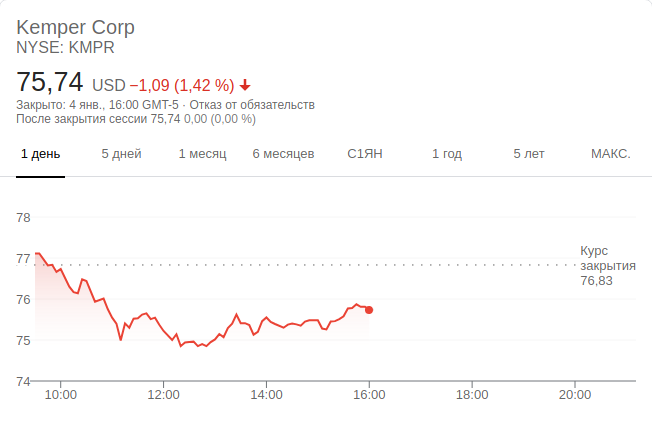 Kemper Corp
NYSE: KMPR
75,74 USD −1,09 (1,42 %)
Закрыто: 4 янв., 16:00 GMT-5 · Отказ от обязательств
После закрытия сессии 75,74 0,00 (0,00 %)
1 день 5 дней 1 месяц 6 месяцев С1ЯН 1 год 5 лет МАКС.
78
77
76
75
74
Курс
закрытия
76,83
10:00 12:00 14:00 16:00 18:00 20:00